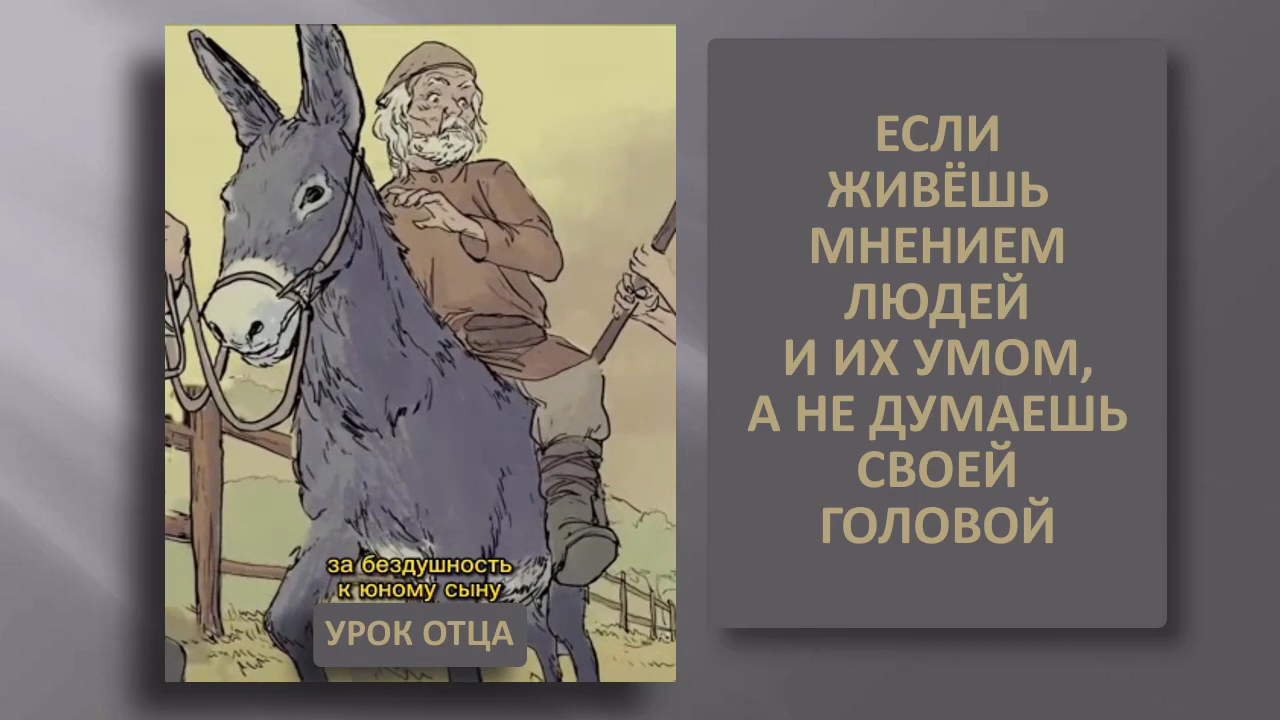 за бездушность
к юному сыну
УРОК ОТЦА
ЕСЛИ
ЖИВЁШЬ
МНЕНИЕМ
ЛЮДЕЙ
И ИХ УМОМ,
А НЕ ДУМАЕШЬ
СВОЕЙ
ГОЛОВОЙ